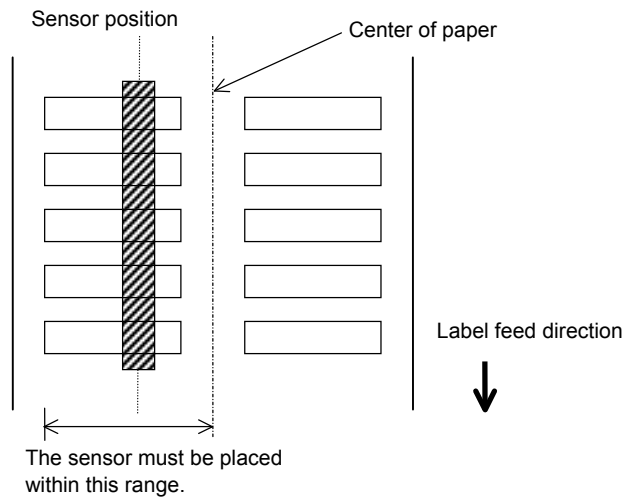 Sensor position
Center of paper
Label feed direction
The sensor must be placed
within this range.